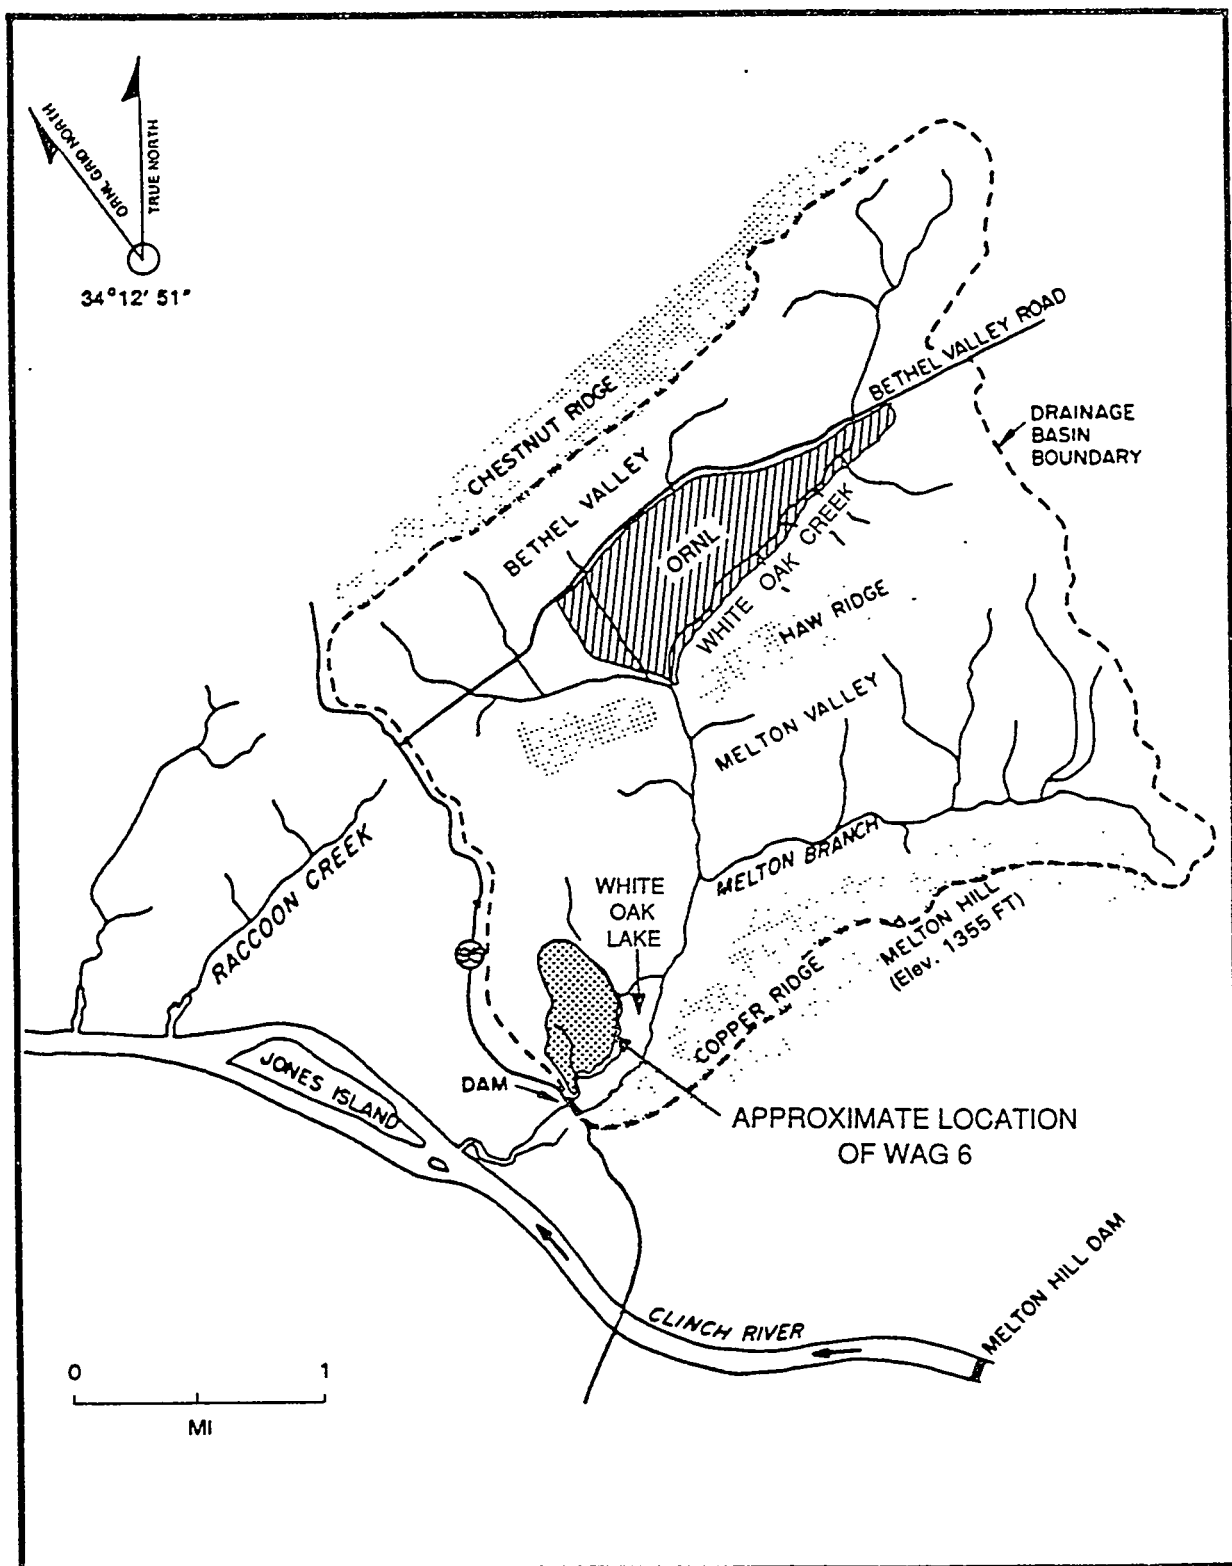 ORNL GRID NORTH
TRUE NORTH
34°12' 51"
CHESTNUT RIDGE
BETHEL VALLEY
BETHEL VALLEY ROAD
DRAINAGE
BASIN
BOUNDARY
ORNL
WHITE OAK CREEK
HAW RIDGE
MELTON VALLEY
RACCOON CREEK
MELTON BRANCH
WHITE
OAK
LAKE
MELTON HILL
(Elev. 1355 FT)
COPPER RIDGE
JONES ISLAND
DAM
APPROXIMATE LOCATION
OF WAG 6
MELTON HILL DAM
CLINCH RIVER
0 1
MI